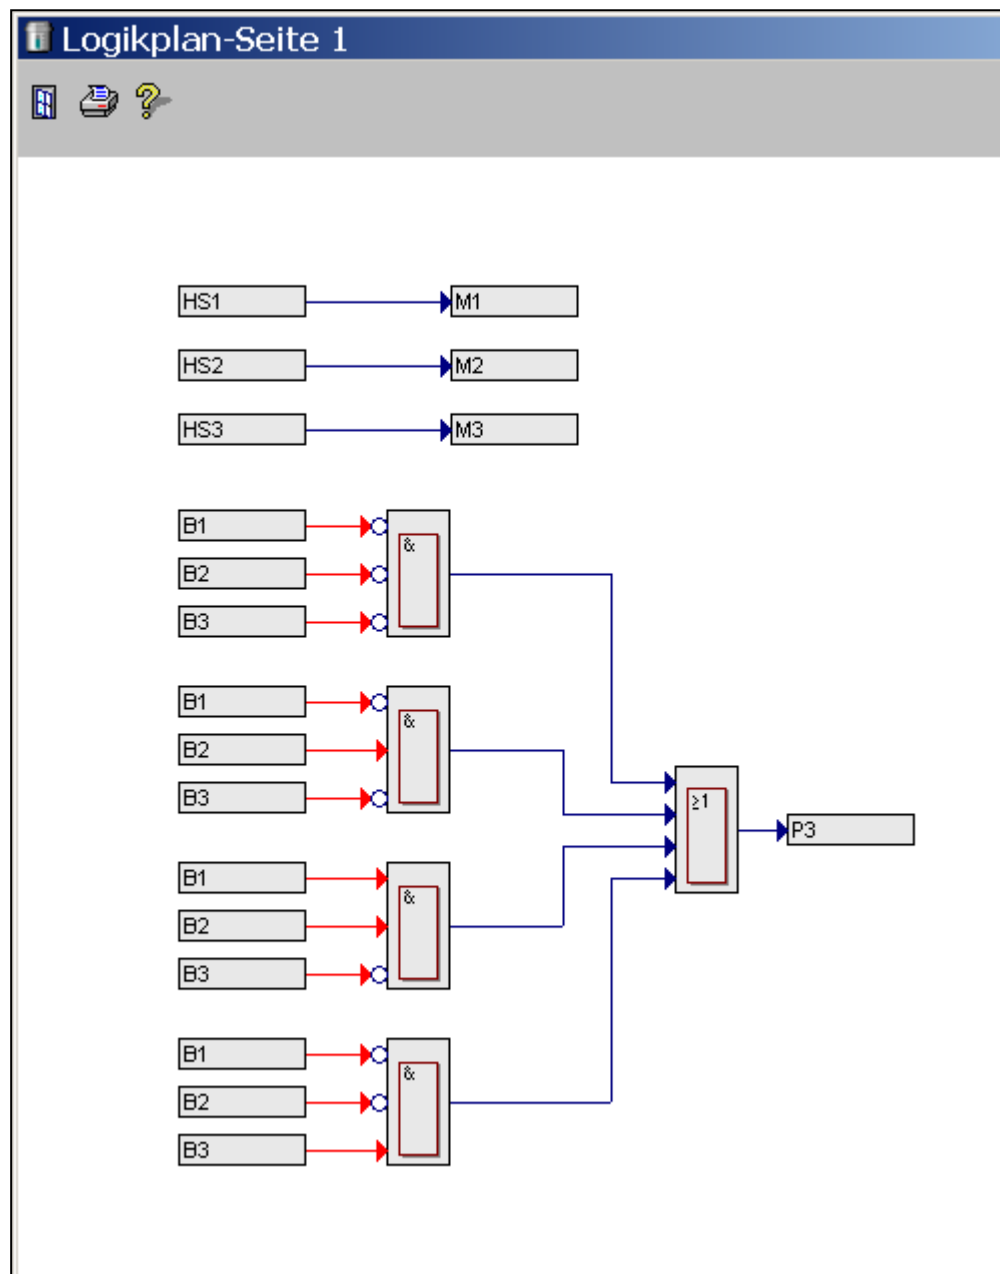 Logikplan-Seite 1
HS1 M1
HS2 M2
HS3 M3
B1
&
B2
B3
B1
&
B2
B3
≥1
P3
B1
&
B2
B3
B1
&
B2
B3